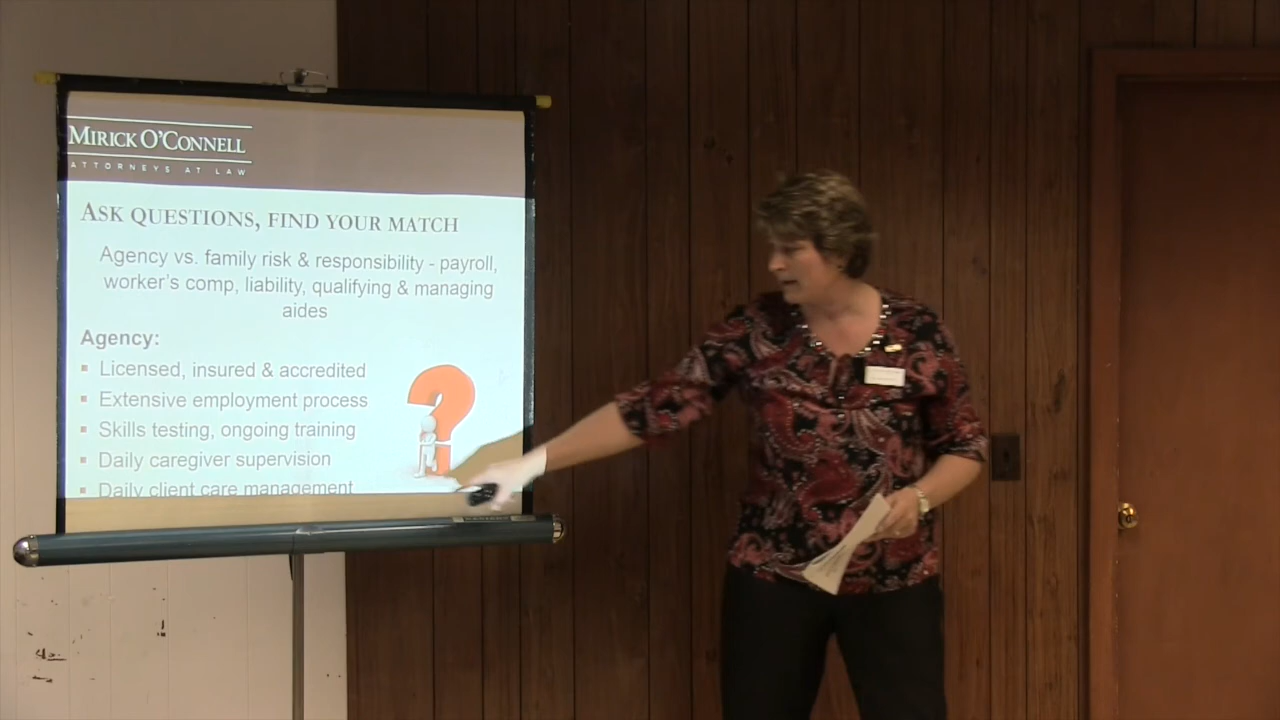 MIRICK O'CONNELL
ATTORNEYS AT LAW
ASK QUESTIONS, FIND YOUR MATCH
Agency vs. family risk & responsibility - payroll,
worker's comp, liability, qualifying & managing
aides
Agency:
▪ Licensed, insured & accredited
▪ Extensive employment process
▪ Skills testing, ongoing training
▪ Daily caregiver supervision
▪ Daily client care management